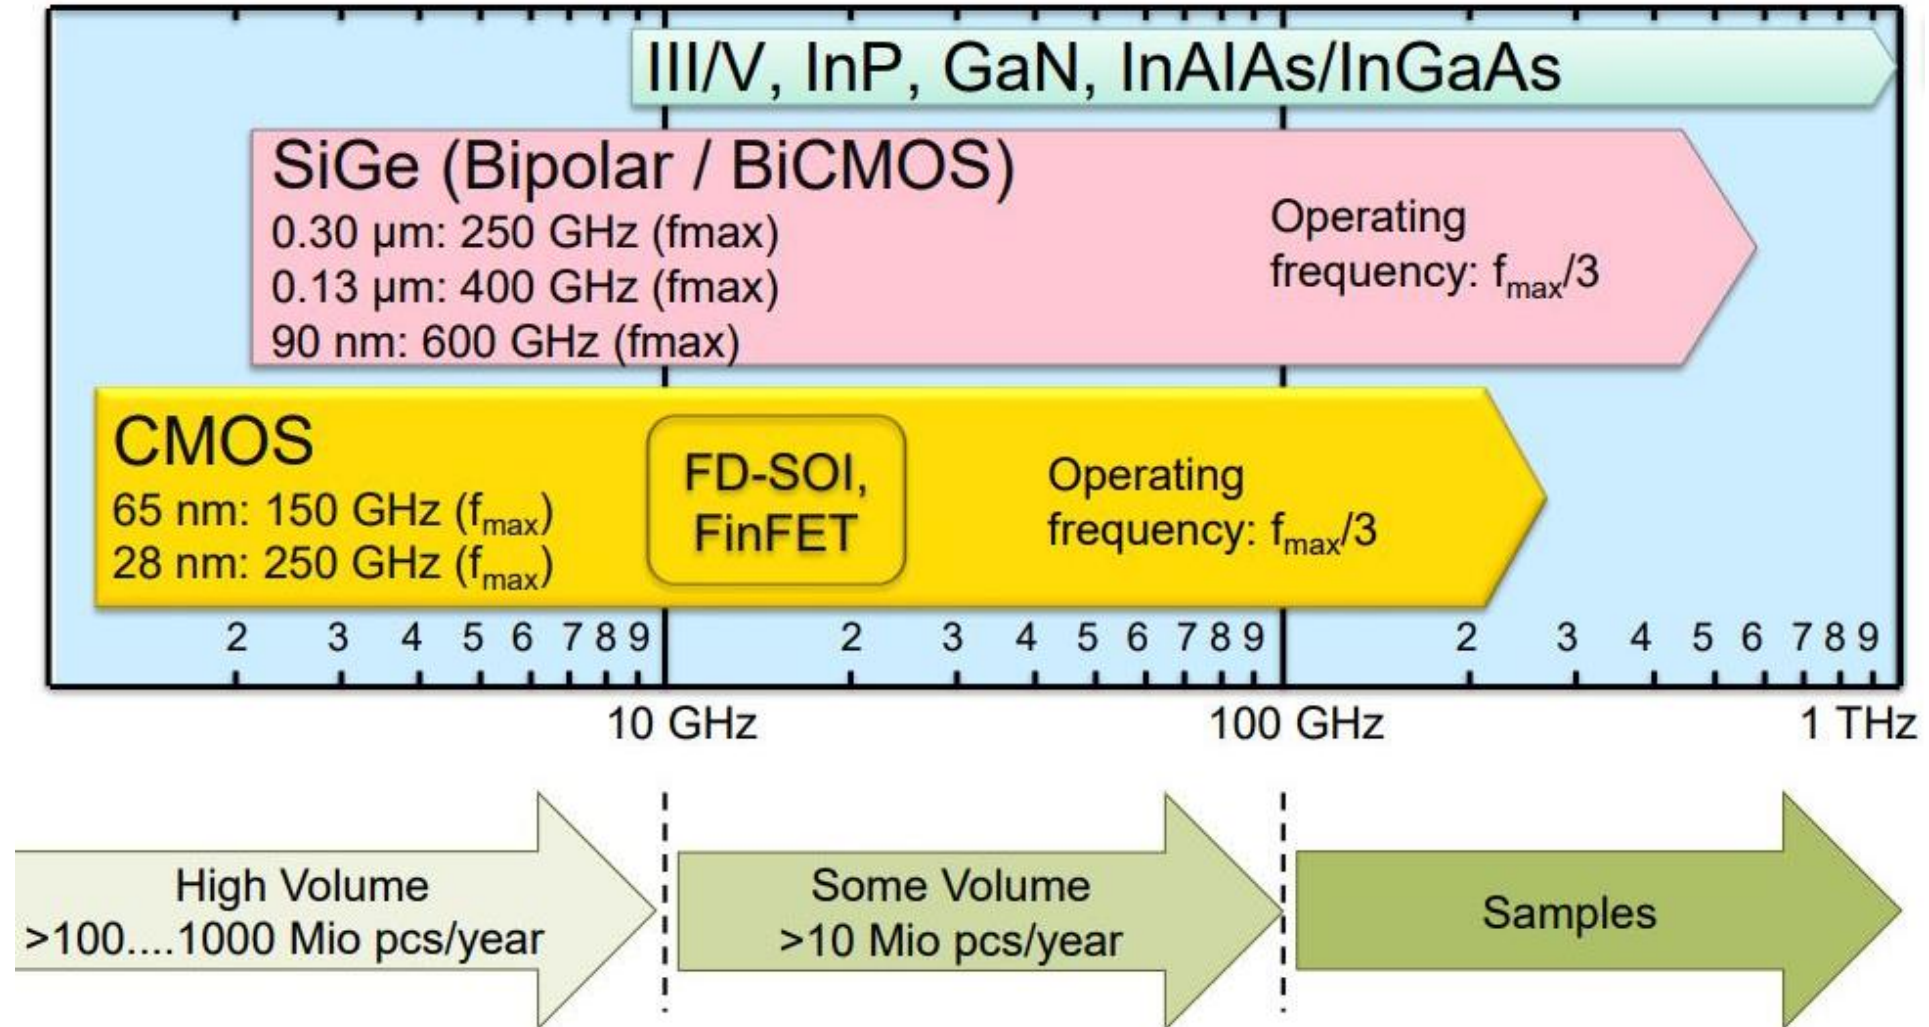 III/V, InP, GaN, InAlAs/InGaAs
SiGe (Bipolar / BiCMOS)
0.30 µm: 250 GHz (fmax)
0.13 µm: 400 GHz (fmax)
90 nm: 600 GHz (fmax)
Operating
frequency: fmax/3
CMOS
65 nm: 150 GHz (fmax)
28 nm: 250 GHz (fmax)
FD-SOI,
FinFET
Operating
frequency: fmax/3
2 3 4 5 6 7 8 9 2 3 4 5 6 7 8 9 2 3 4 5 6 7 8 9
10 GHz 100 GHz 1 THz
High Volume
>100....1000 Mio pcs/year
Some Volume
>10 Mio pcs/year
Samples